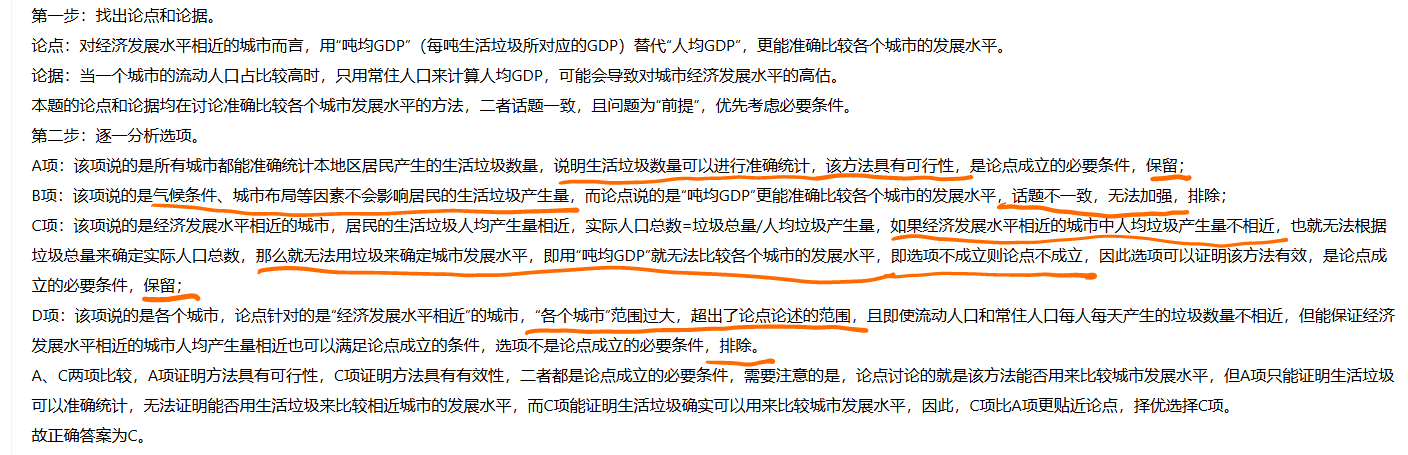 第一步：找出论点和论据。
论点：对经济发展水平相近的城市而言，用“吨均GDP”（每吨生活垃圾所对应的GDP）替代“人均GDP”，更能准确比较各个城市的发展水平。
论据：当一个城市的流动人口占比较高时，只用常住人口来计算人均GDP，可能会导致对城市经济发展水平的高估。
本题的论点和论据均在讨论准确比较各个城市发展水平的方法，二者话题一致，且问题为“前提”，优先考虑必要条件。
第二步：逐一分析选项。
A项：该项说的是所有城市都能准确统计本地区居民产生的生活垃圾数量，说明生活垃圾数量可以进行准确统计，该方法具有可行性，是论点成立的必要条件，保留；
B项：该项说的是气候条件、城市布局等因素不会影响居民的生活垃圾产生量，而论点说的是“吨均GDP”更能准确比较各个城市的发展水平，话题不一致，无法加强，排除；
C项：该项说的是经济发展水平相近的城市，居民的生活垃圾人均产生量相近，实际人口总数=垃圾总量/人均垃圾产生量，如果经济发展水平相近的城市中人均垃圾产生量不相近，也就无法根据
垃圾总量来确定实际人口总数，那么就无法用垃圾来确定城市发展水平，即用“吨均GDP”就无法比较各个城市的发展水平，即选项不成立则论点不成立，因此选项可以证明该方法有效，是论点成
立的必要条件，保留；
D项：该项说的是各个城市，论点针对的是“经济发展水平相近”的城市，“各个城市”范围过大，超出了论点论述的范围，且即使流动人口和常住人口每人每天产生的垃圾数量不相近，但能保证经济
发展水平相近的城市人均产生量相近也可以满足论点成立的条件，选项不是论点成立的必要条件，排除。
A、C两项比较，A项证明方法具有可行性，C项证明方法具有有效性，二者都是论点成立的必要条件，需要注意的是，论点讨论的就是该方法能否用来比较城市发展水平，但A项只能证明生活垃圾
可以准确统计，无法证明能否用生活垃圾来比较相近城市的发展水平，而C项能证明生活垃圾确实可以用来比较城市发展水平，因此，C项比A项更贴近论点，择优选择C项。
故正确答案为C。